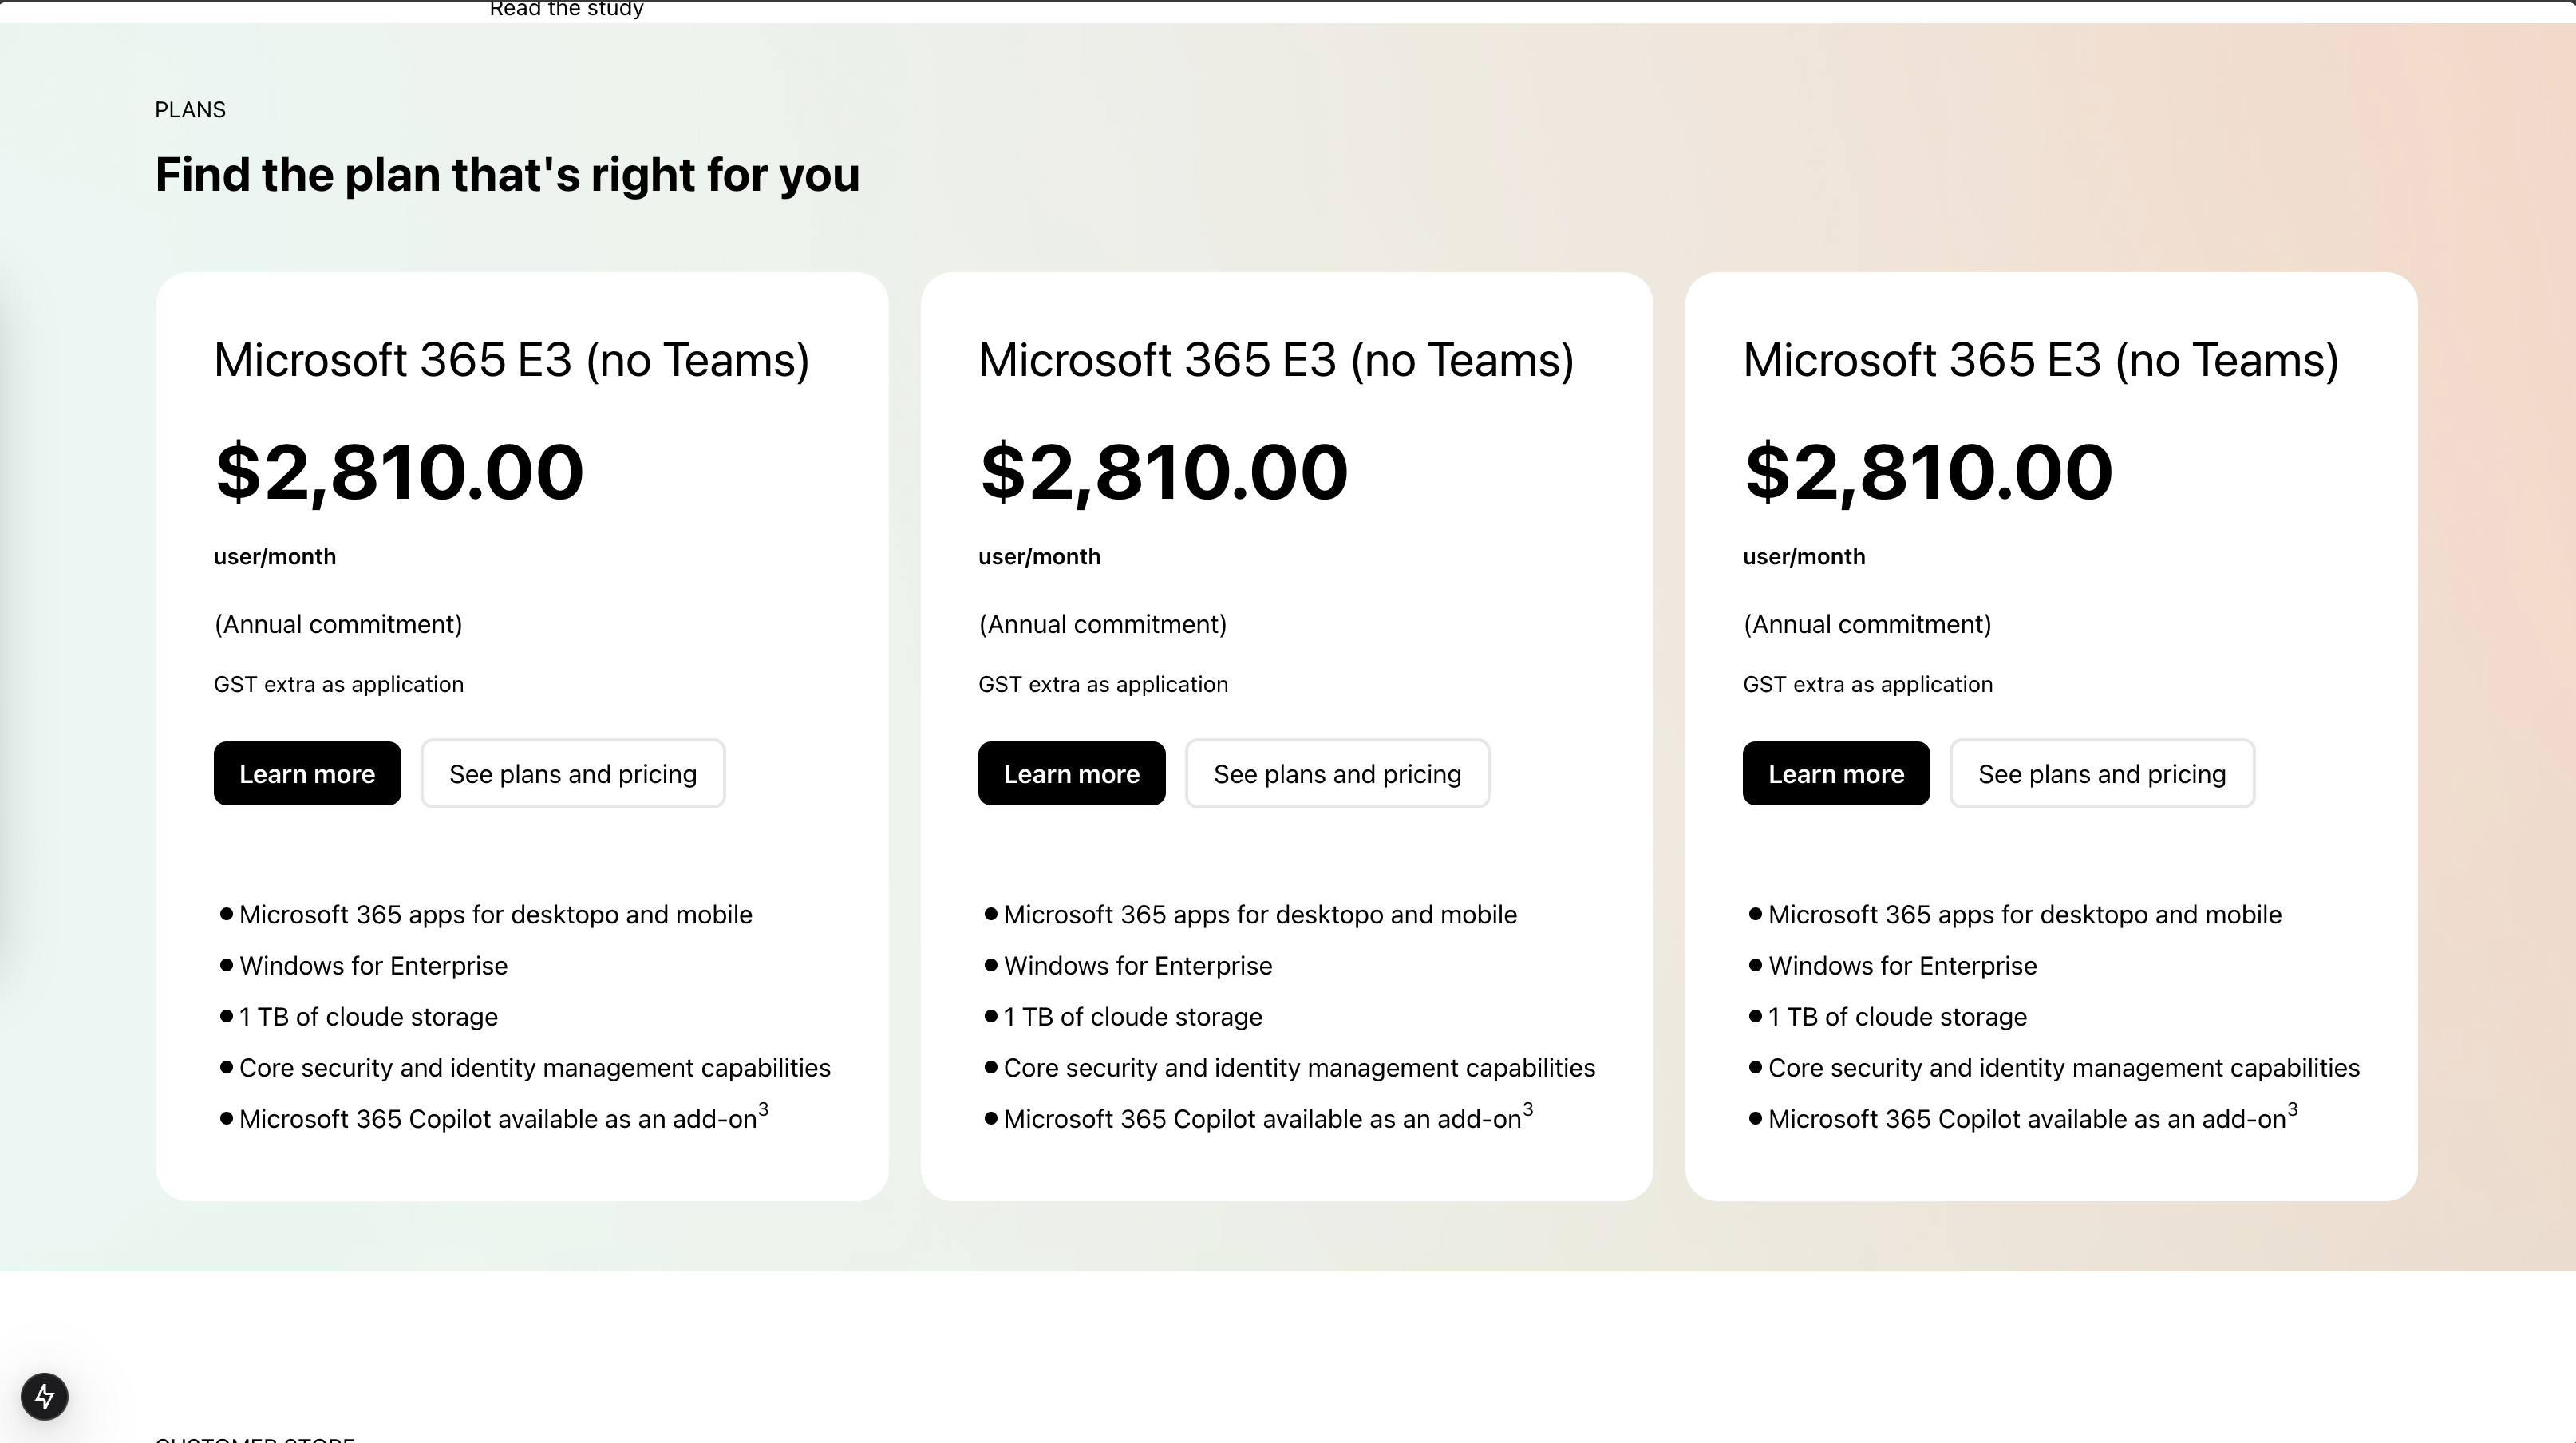 Read the study
PLANS
Find the plan that's right for you
Microsoft 365 E3 (no Teams)
$2,810.00
user/month
(Annual commitment)
GST extra as application
Learn more
See plans and pricing
Microsoft 365 apps for desktopo and mobile
Windows for Enterprise
1 TB of cloude storage
Core security and identity management capabilities
Microsoft 365 Copilot available as an add-on3
Microsoft 365 E3 (no Teams)
$2,810.00
user/month
(Annual commitment)
GST extra as application
Learn more
See plans and pricing
Microsoft 365 apps for desktopo and mobile
Windows for Enterprise
1 TB of cloude storage
Core security and identity management capabilities
Microsoft 365 Copilot available as an add-on3
Microsoft 365 E3 (no Teams)
$2,810.00
user/month
(Annual commitment)
GST extra as application
Learn more
See plans and pricing
Microsoft 365 apps for desktopo and mobile
Windows for Enterprise
1 TB of cloude storage
Core security and identity management capabilities
Microsoft 365 Copilot available as an add-on3